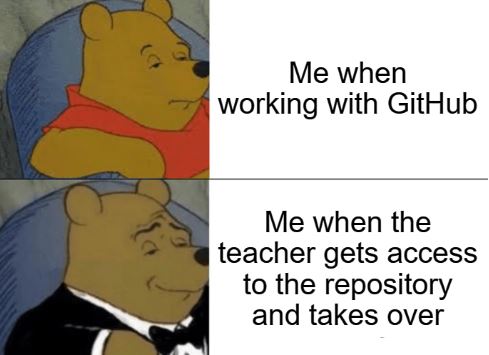 Me when
working with GitHub
Me when the
teacher gets access
to the repository
and takes over